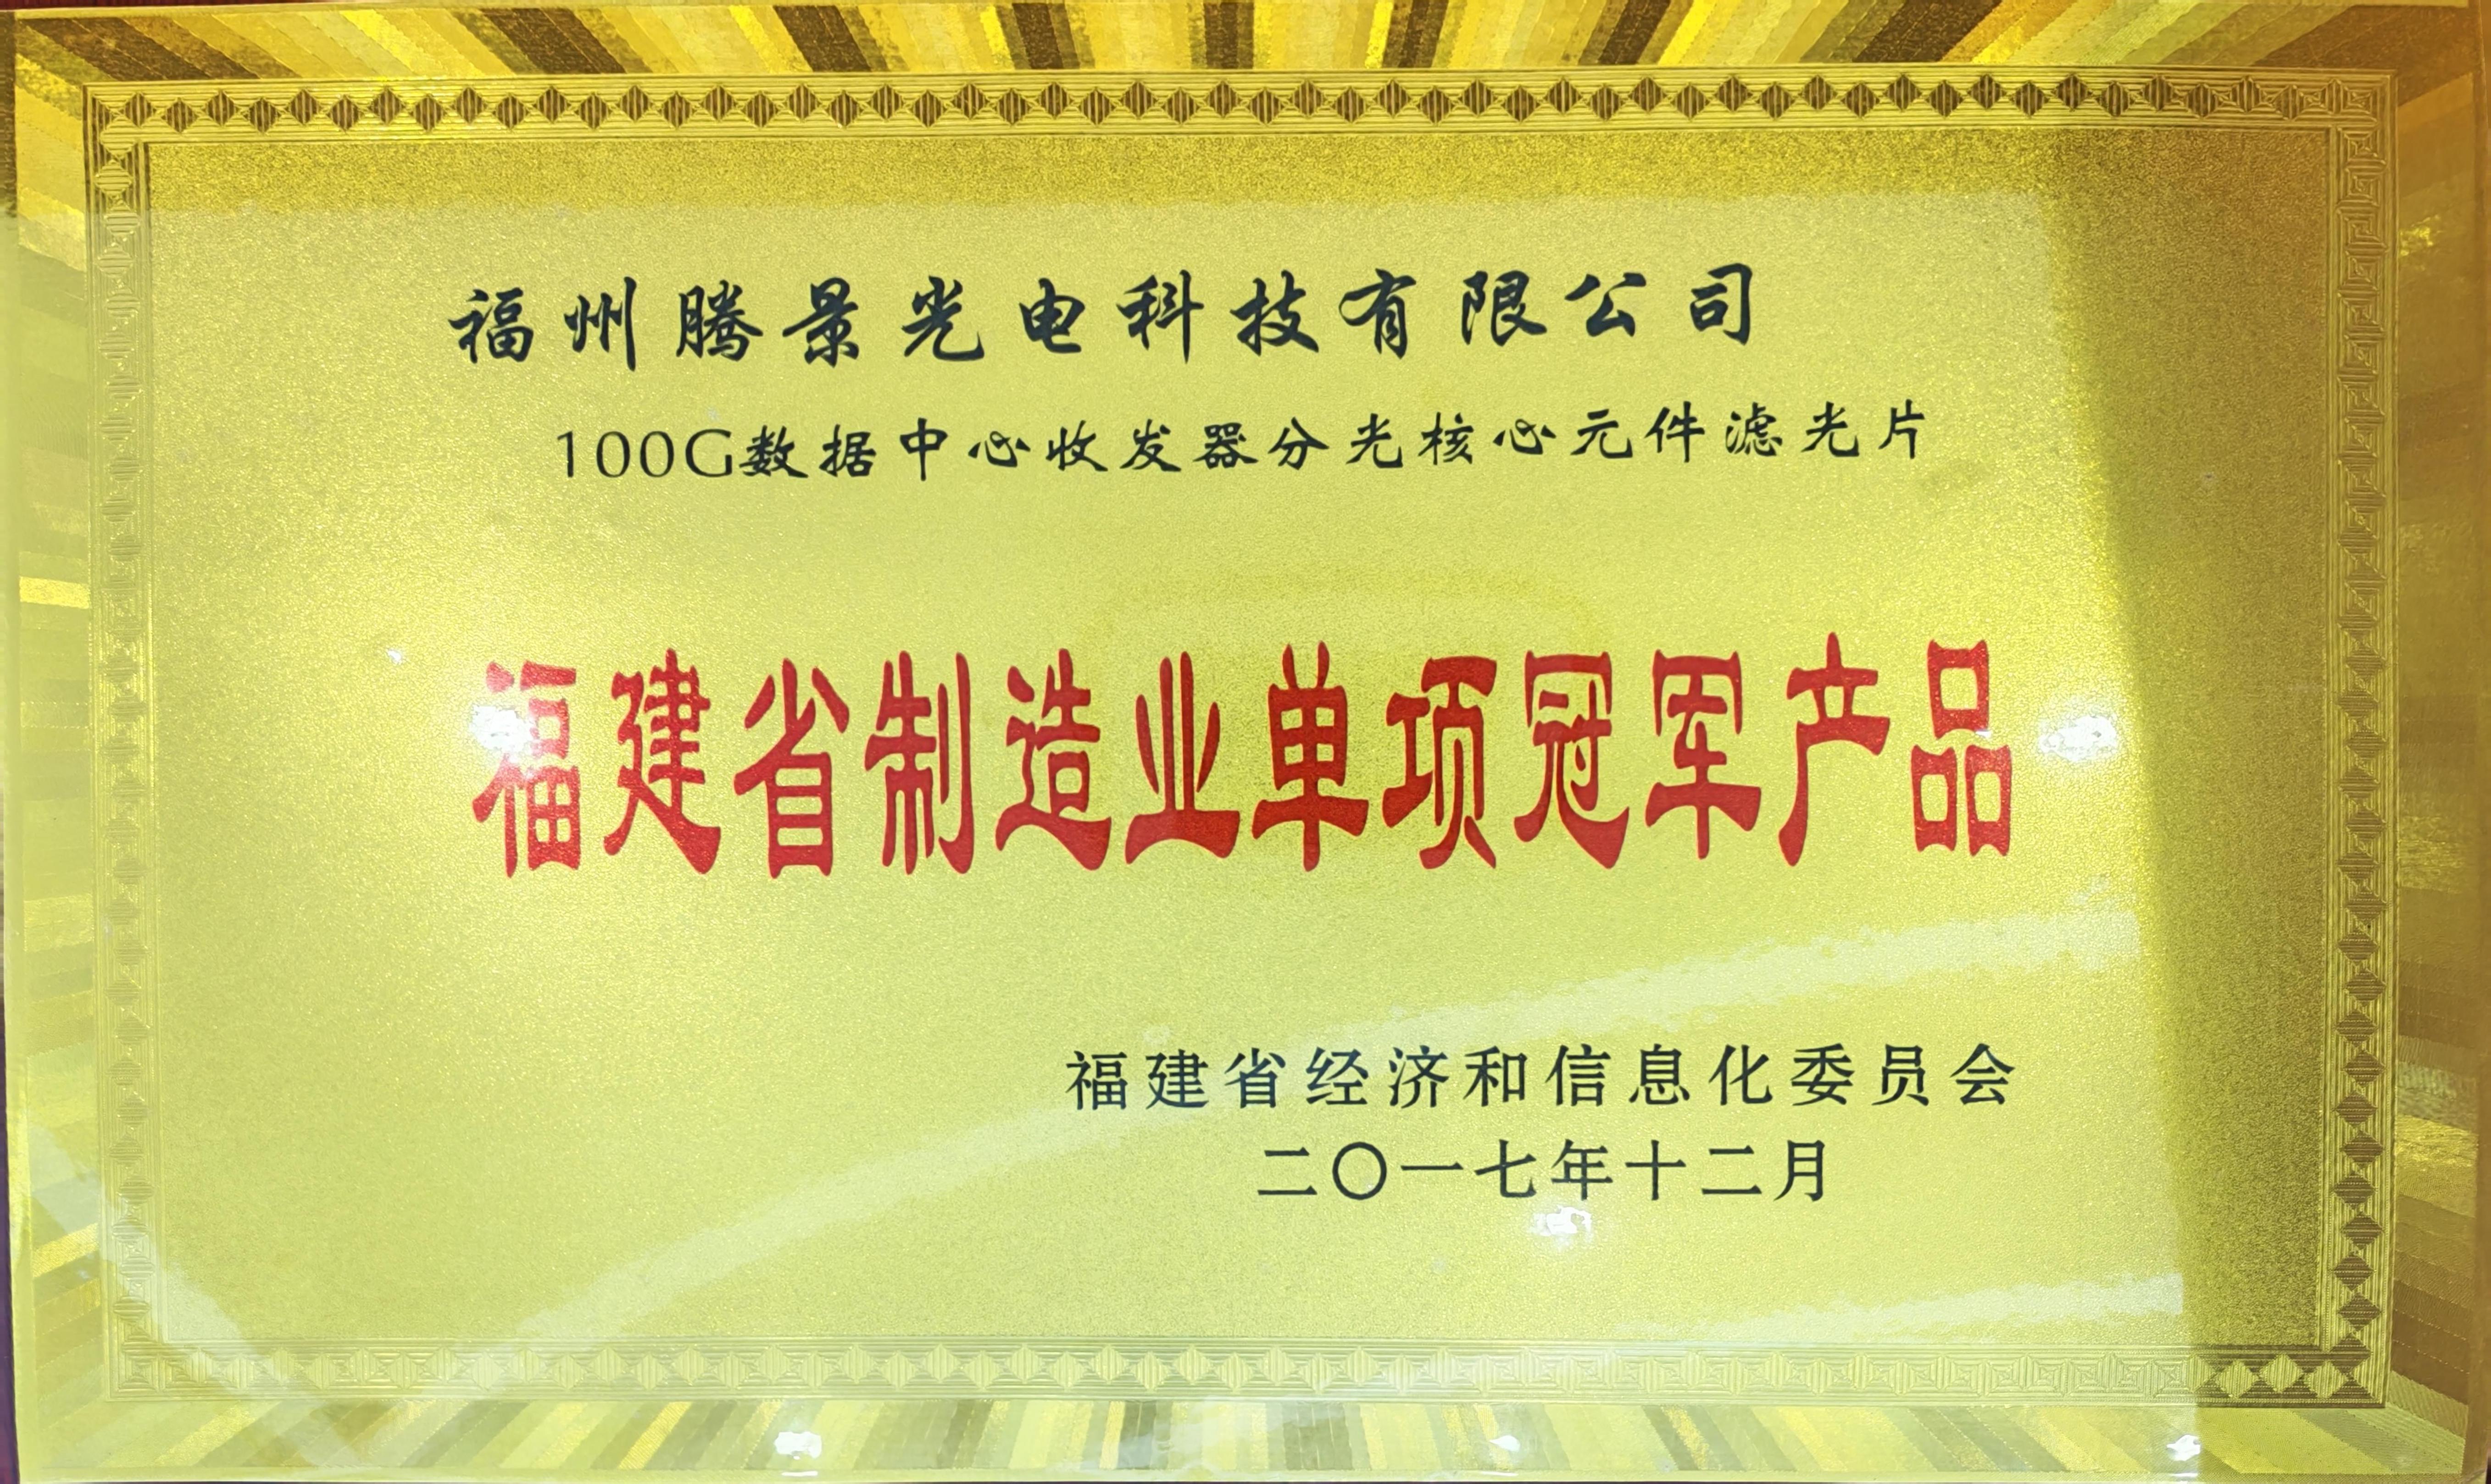 福州腾景光电科技有限公司
100G数据中心收发器分光核心元件滤光片
福建省制造业单项冠军产品
福建省经济和信息化委员会
二〇一七年十二月